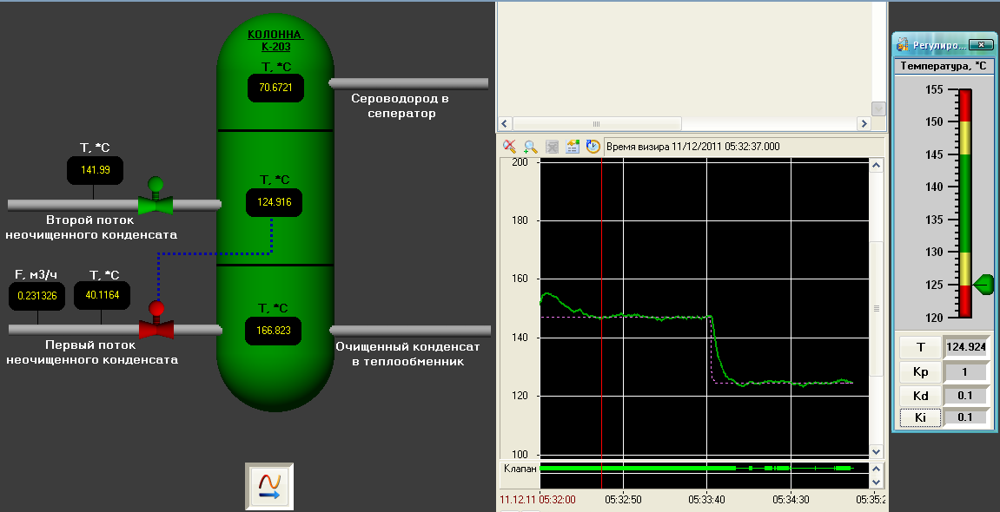 КОЛОННА
К-203
Т, *С
70.6721
Сероводород в
сеператор
Т, *С
141.99
Второй поток
неочищенного конденсата
Т, *С
124.916
F, м3/ч
0.231326
Т, *С
40.1164
Первый поток
неочищенного конденсата
Т, *С
166.823
Очищенный конденсат
в теплообменник
Время визира 11/12/2011 05:32:37.000
200
180
160
140
120
100
Клапан
11.12.11 05:32:00
05:32:50
05:33:40
05:34:30
05:35:2
Регулиро...
Температура, *С
155
150
145
140
135
130
125
120
T 124.924
Kp 1
Kd 0.1
Ki 0.1